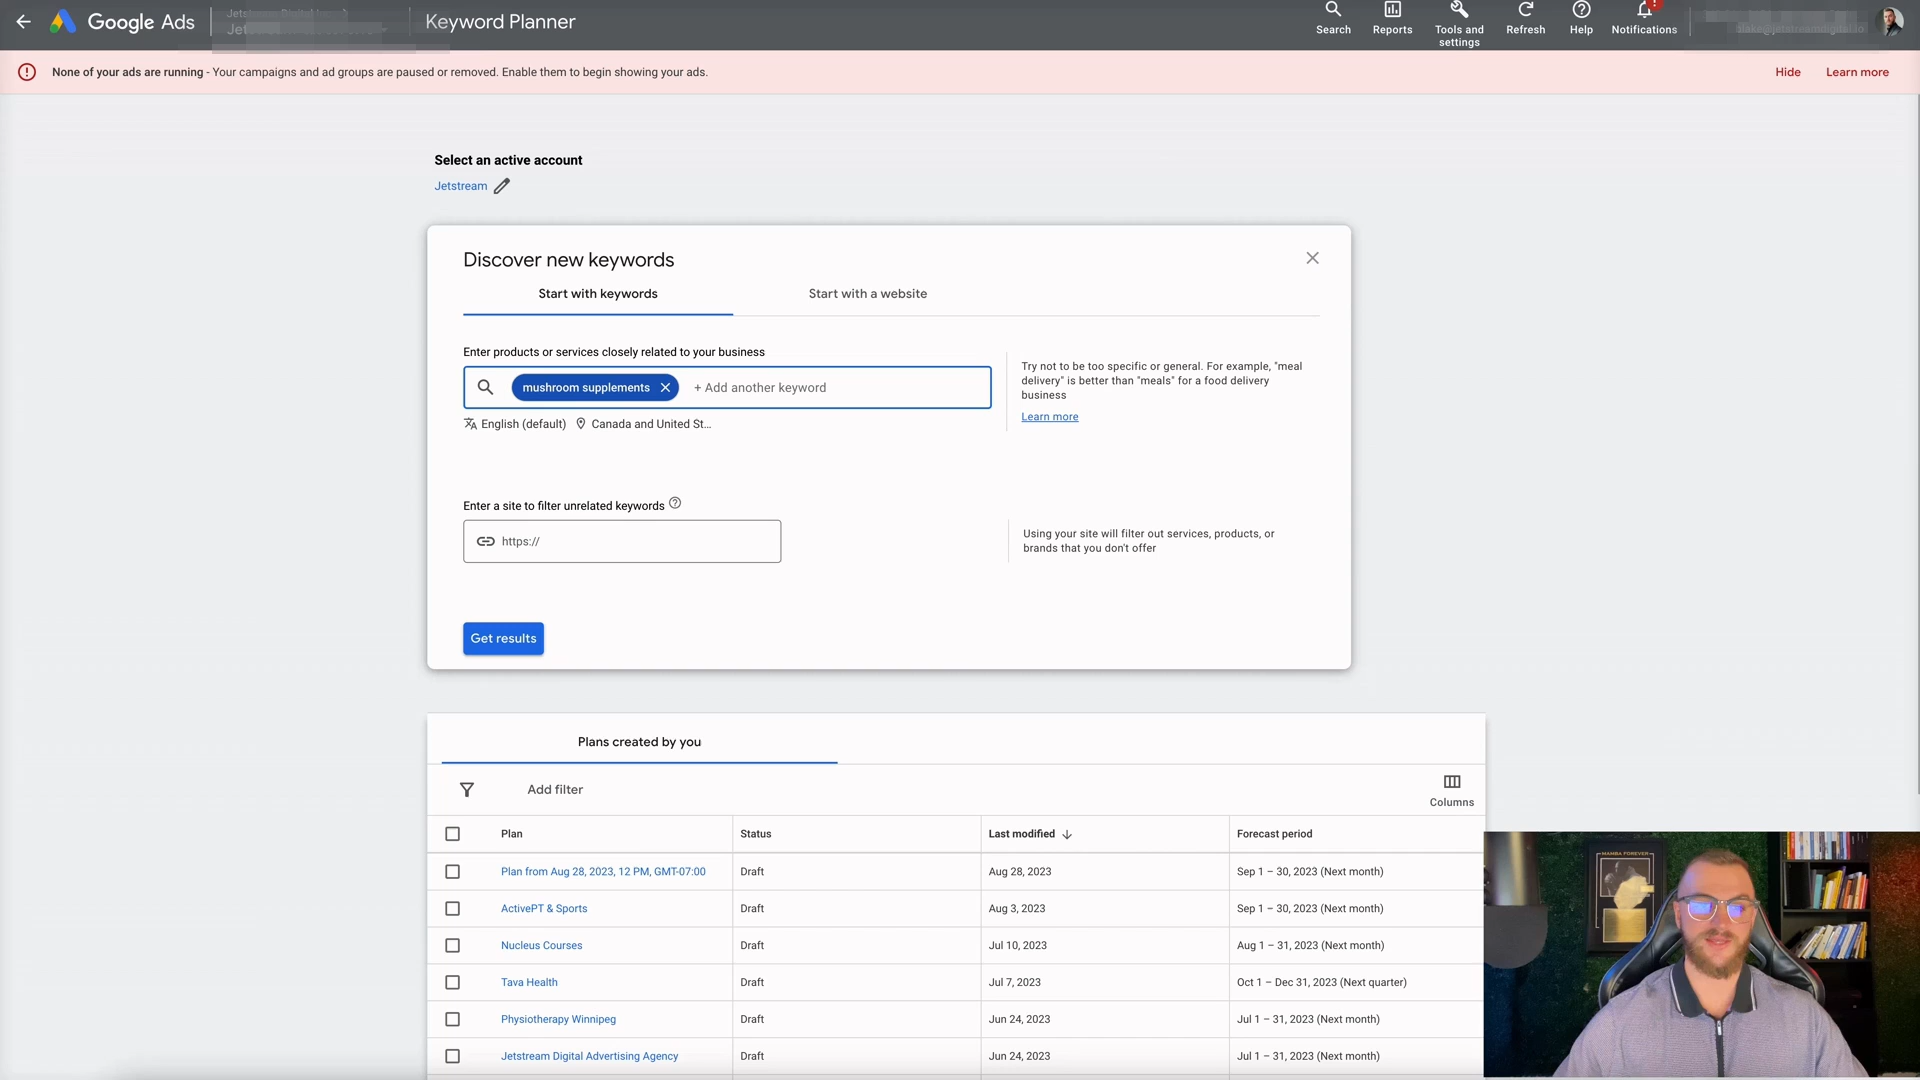 Google Ads
Keyword Planner
Search
Reports
Tools and
settings
Refresh
Help
Notifications
None of your ads are running - Your campaigns and ad groups are paused or removed. Enable them to begin showing your ads.
Hide
Learn more
Select an active account
Jetstream
Discover new keywords
Start with keywords
Start with a website
Enter products or services closely related to your business
mushroom supplements
+ Add another keyword
English (default)
Canada and United St...
Try not to be too specific or general. For example, "meal
delivery" is better than "meals" for a food delivery
business
Learn more
Enter a site to filter unrelated keywords
https://
Using your site will filter out services, products, or
brands that you don't offer
Get results
Plans created by you
Add filter
Columns
Plan Status Last modified Forecast period
Plan from Aug 28, 2023, 12 PM, GMT-07:00 Draft Aug 28, 2023 Sep 1 – 30, 2023 (Next month)
ActivePT & Sports Draft Aug 3, 2023 Sep 1 – 30, 2023 (Next month)
Nucleus Courses Draft Jul 10, 2023 Aug 1 – 31, 2023 (Next month)
Tava Health Draft Jul 7, 2023 Oct 1 – Dec 31, 2023 (Next quarter)
Physiotherapy Winnipeg Draft Jun 24, 2023 Jul 1 – 31, 2023 (Next month)
Jetstream Digital Advertising Agency Draft Jun 24, 2023 Jul 1 – 31, 2023 (Next month)
MAMBA FOREVER